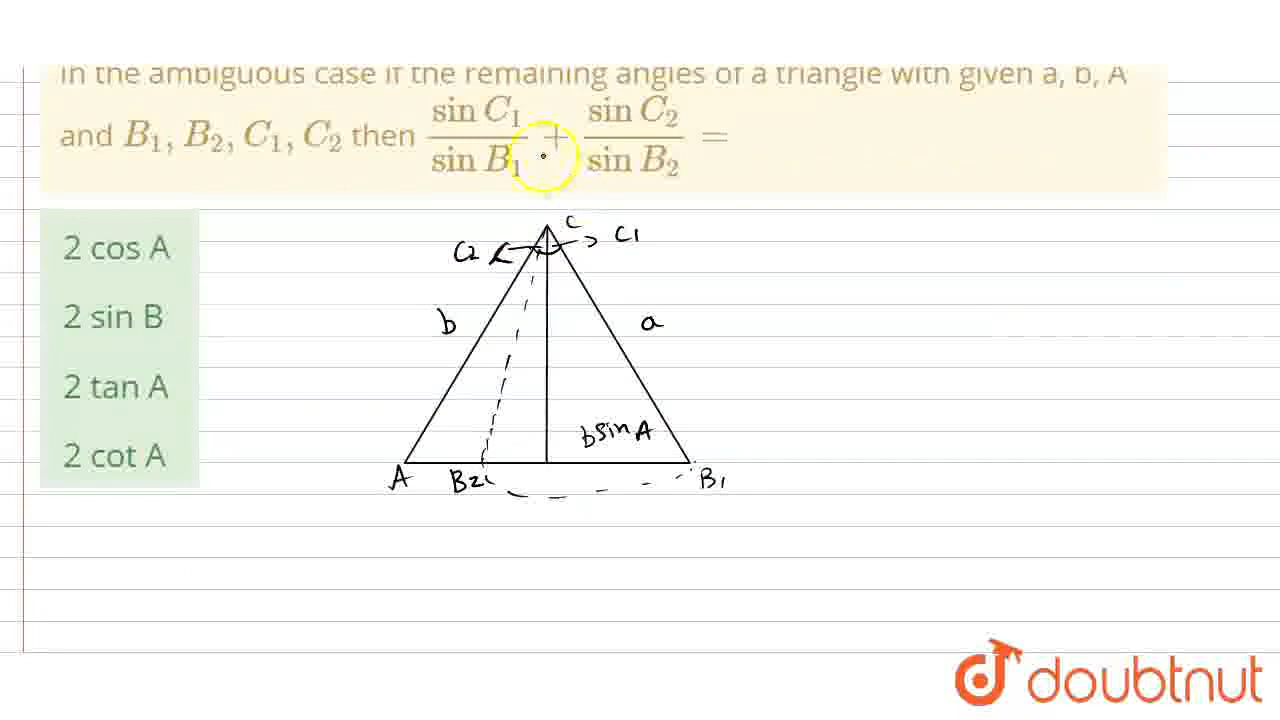 In the ambiguous case if the remaining angles of a triangle with given a, b, A
and B₁, B₂, C₁, C₂ then sin C₁/sin B₁ + sin C₂/sin B₂ =
2 cos A
2 sin B
2 tan A
2 cot A
C
C2
C1
b
a
b sin A
A
B2
B1
doubtnut